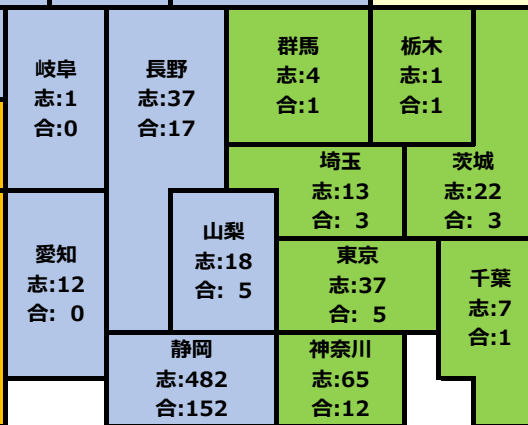 岐阜
志:1
合:0
長野
志:37
合:17
群馬
志:4
合:1
栃木
志:1
合:1
埼玉
志:13
合: 3
茨城
志:22
合: 3
愛知
志:12
合: 0
山梨
志:18
合: 5
東京
志:37
合: 5
千葉
志:7
合:1
静岡
志:482
合:152
神奈川
志:65
合:12